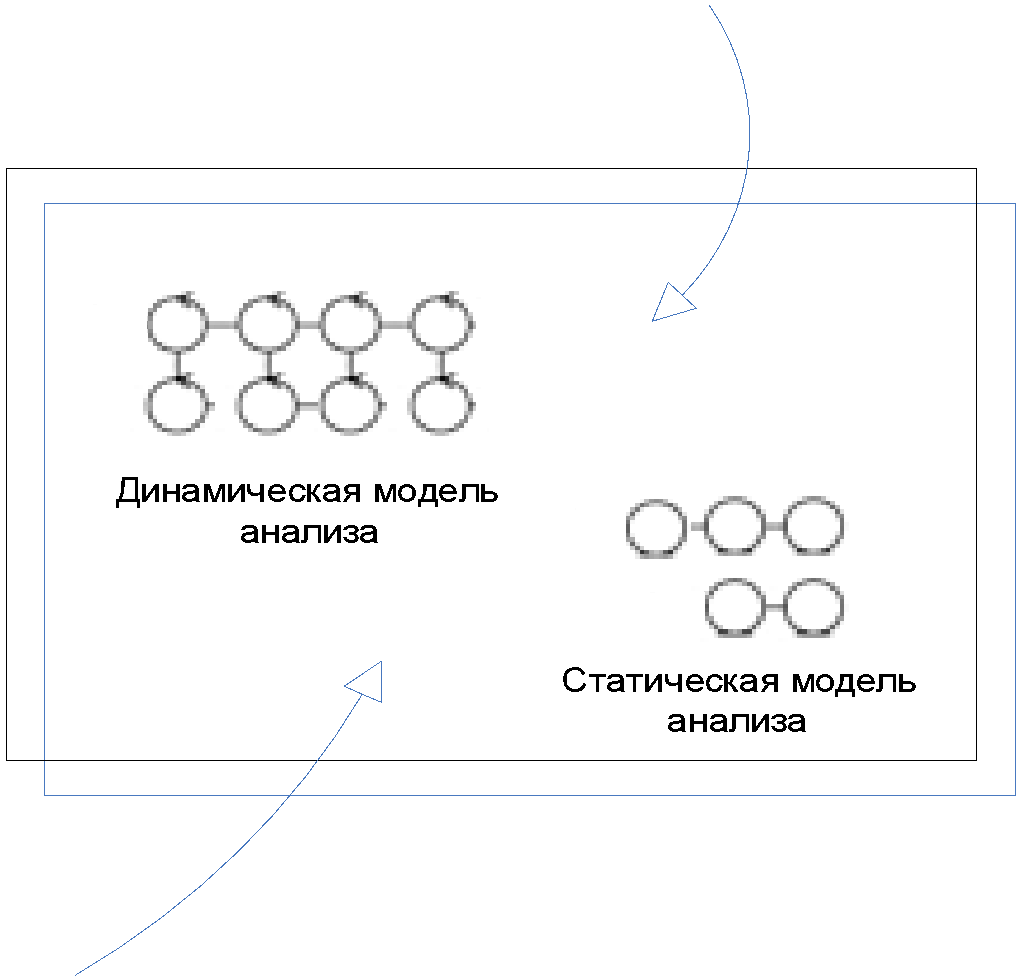 Динамическая модель
анализа
Статическая модель
анализа